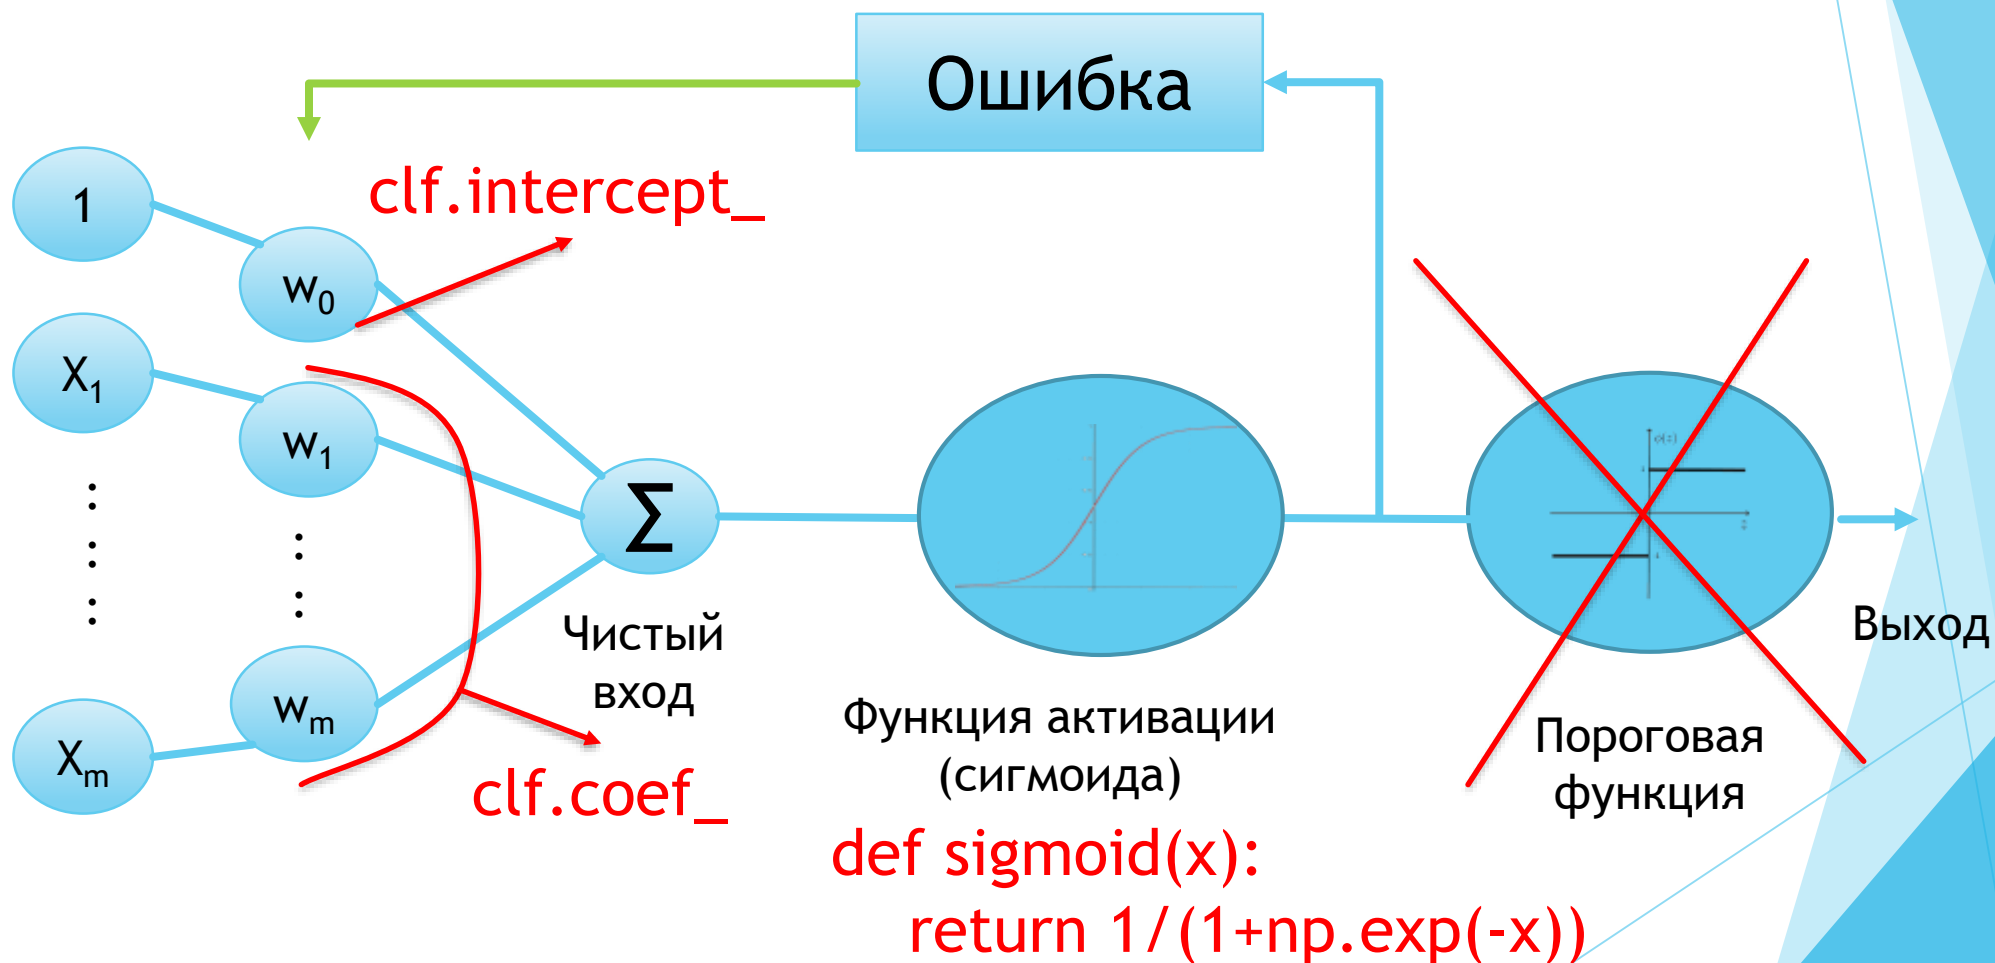 Ошибка
clf.intercept_
1
w0
X1
w1
Σ
φ(z)
Чистый
вход
Выход
wm
Xm
Функция активации
(сигмоида)
Пороговая
функция
clf.coef_
def sigmoid(x):
return 1/(1+np.exp(-x))